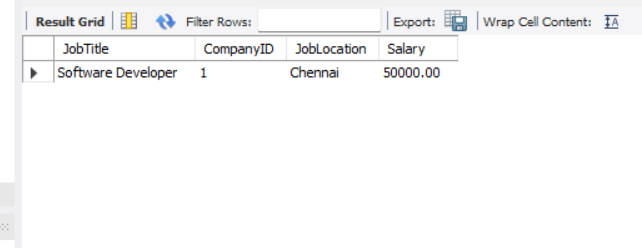 Result Grid Filter Rows: Export: Wrap Cell Content:
JobTitle CompanyID JobLocation Salary
Software Developer 1 Chennai 50000.00